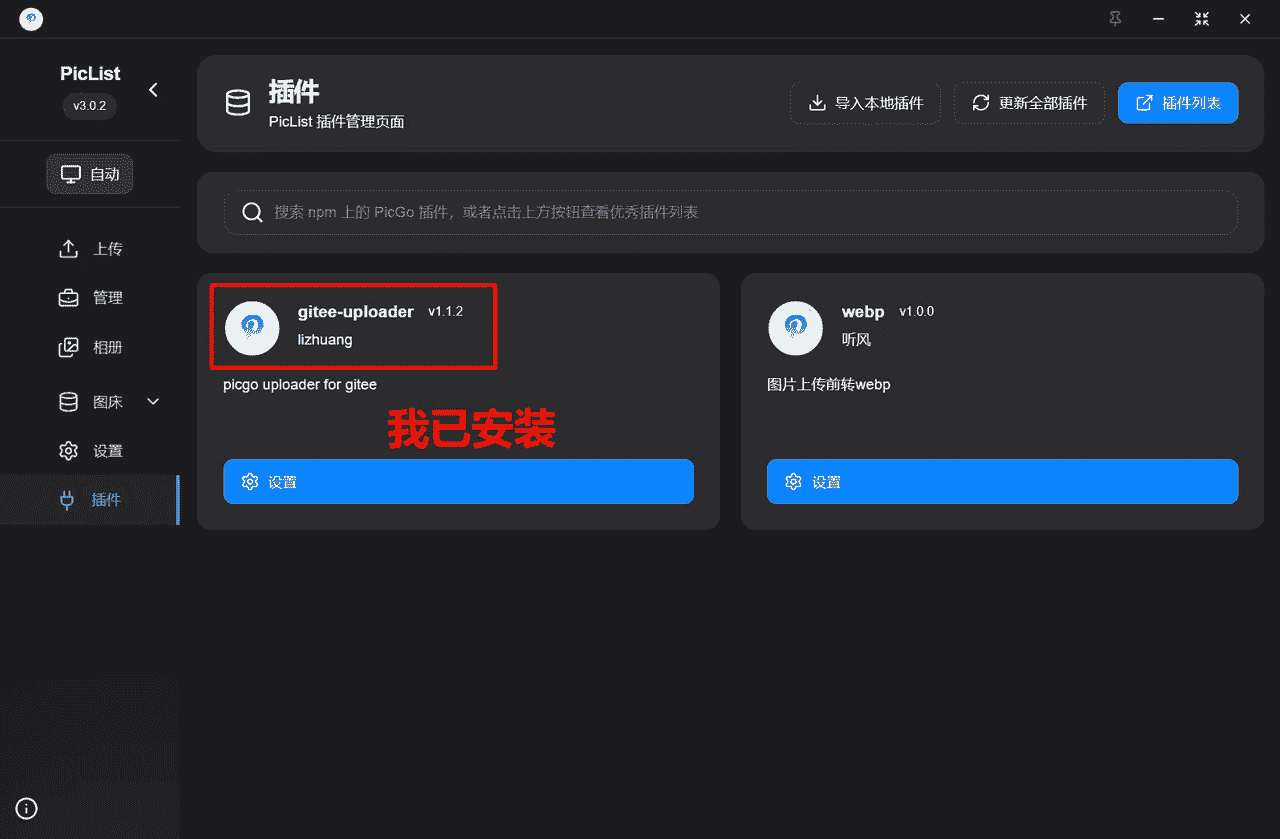 PicList
v3.0.2
自动
上传
管理
相册
图床
设置
插件
插件
PicList 插件管理页面
导入本地插件
更新全部插件
插件列表
搜索 npm 上的 PicGo 插件，或者点击上方按钮查看优秀插件列表
gitee-uploader v1.1.2
lizhuang
picgo uploader for gitee
我已安装
设置
webp v1.0.0
听风
图片上传前转webp
设置